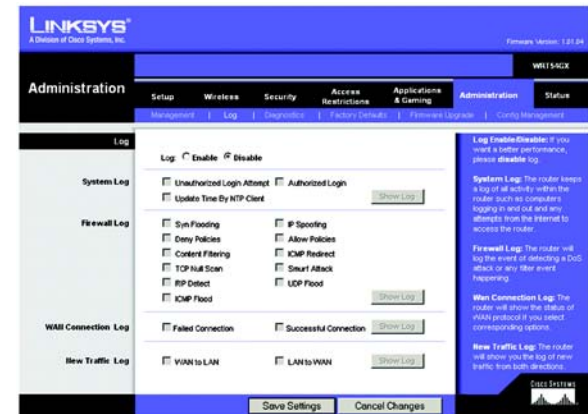 LINKSYS®
A Division of Cisco Systems, Inc.
Firmware Version: 1.01.04
WRT54GX
Administration
Setup Wireless Security Access Restrictions Applications & Gaming Administration Status
Management | Log | Diagnostics | Factory Defaults | Firmware Upgrade | Config Management
Log
Log: Enable Disable
System Log
Unauthorized Login Attempt Authorized Login
Update Time By NTP Client Show Log
Firewall Log
Syn Flooding IP Spoofing
Deny Policies Allow Policies
Content Filtering ICMP Redirect
TCP Null Scan Smurf Attack
RIP Detect UDP Flood
ICMP Flood Show Log
WAN Connection Log
Failed Connection Successful Connection Show Log
New Traffic Log
WAN to LAN LAN to WAN Show Log
Save Settings Cancel Changes
Log Enable/Disable: If you
want a better performance,
please disable log.
System Log: The router keeps
a log of all activity within the
router such as computers
logging in and out and any
attempts from the Internet to
access the router.
Firewall Log: The router will
log the event of detecting a DoS
attack or any filter event
happening.
Wan Connection Log: The
router will show the status of
WAN protocol if you select
corresponding options.
New Traffic Log: The router
will show you the log of new
traffic from both directions.
CISCO SYSTEMS